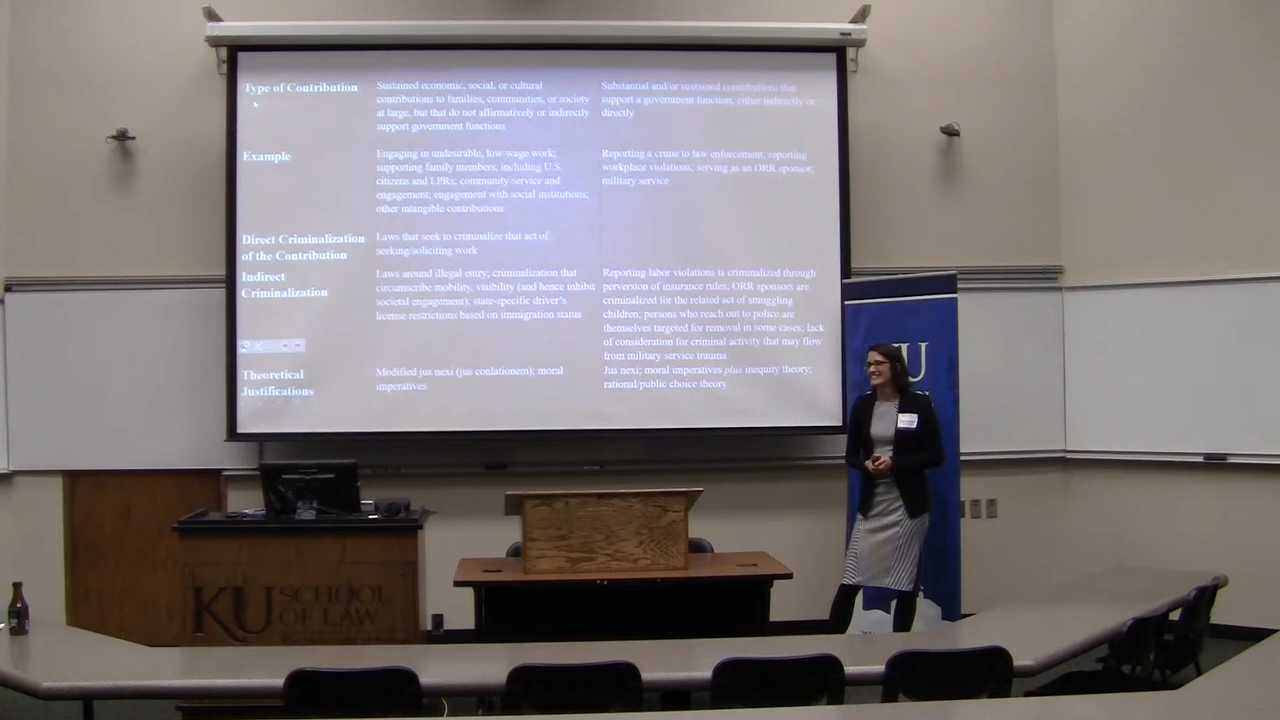 Type of Contribution
Sustained economic, social, or cultural
contributions to families, communities, or society
at large, but that do not affirmatively or indirectly
support government functions
Substantial and/or sustained contributions that
support a government function, either indirectly or
directly
Example
Engaging in undesirable, low-wage work;
supporting family members, including U.S.
citizens and LPRs; community service and
engagement; engagement with social institutions;
other intangible contributions
Reporting a crime to law enforcement; reporting
workplace violations; serving as an ORR sponsor;
military service
Direct Criminalization
of the Contribution
Laws that seek to criminalize that act of
seeking/soliciting work
Indirect
Criminalization
Laws around illegal entry; criminalization that
circumscribe mobility, visibility (and hence inhibit
societal engagement); state-specific driver's
license restrictions based on immigration status
Reporting labor violations is criminalized through
perversion of insurance rules; ORR sponsors are
criminalized for the related act of smuggling
children; persons who reach out to police are
themselves targeted for removal in some cases; lack
of consideration for criminal activity that may flow
from military service trauma
Theoretical
Justifications
Modified jus nexi (jus conlationem); moral
imperatives
Jus nexi; moral imperatives plus inequity theory;
rational/public choice theory
KU SCHOOL
OF LAW